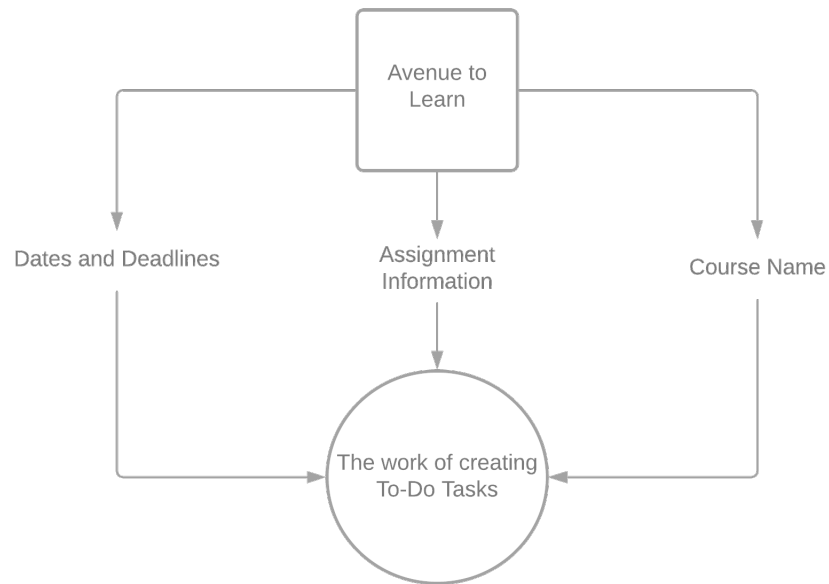 Avenue to
Learn
Dates and Deadlines
Assignment
Information
Course Name
The work of creating
To-Do Tasks